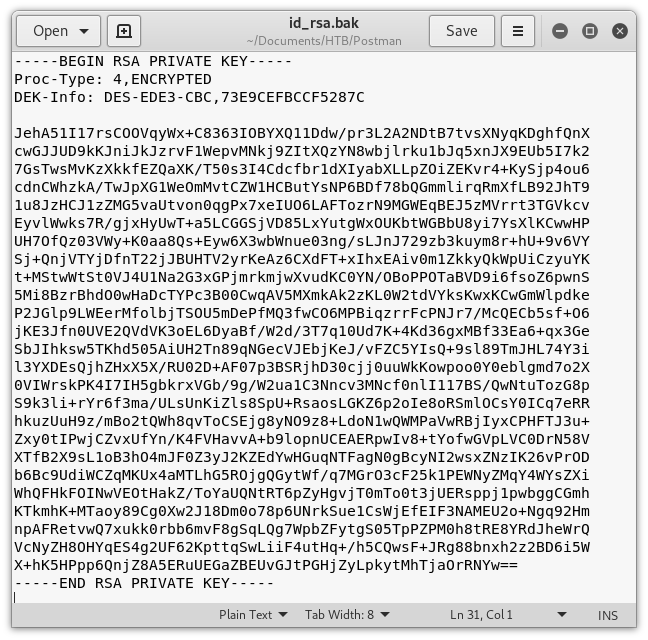 Open
id_rsa.bak
~/Documents/HTB/Postman
Save
-----BEGIN RSA PRIVATE KEY-----
Proc-Type: 4,ENCRYPTED
DEK-Info: DES-EDE3-CBC,73E9CEFBCCF5287C
JehA51I17rsCOOVqyWx+C8363IOBYXQ11Ddw/pr3L2A2NDtB7tvsXNyqKDghfQnX
cwGJJUD9kKJniJkJzrvF1WepvMNkj9ZItXQzYN8wbjlrku1bJq5xnJX9EUb5I7k2
7GsTwsMvKzXkkfEZQaXK/T50s3I4Cdcfbr1dXIyabXLLpZOiZEKvr4+KySjp4ou6
cdnCWhzkA/TwJpXG1WeOmMvtCZW1HCButYsNP6BDf78bQGmmlirqRmXfLB92JhT9
1u8JzHCJ1zZMG5vaUtvon0qgPx7xeIUO6LAFTozrN9MGWEqBEJ5zMVrrt3TGVkcv
EyvlWwks7R/gjxHyUwT+a5LCGGSjVD85LxYutgWxOUKbtWGBbU8yi7YsXlKCwwHP
UH7OfQz03VWy+K0aa8Qs+Eyw6X3wbWnue03ng/sLJnJ729zb3kuym8r+hU+9v6VY
Sj+QnjVTYjDfnT22jJBUHTV2yrKeAz6CXdFT+xIhxEAiv0m1ZkkyQkWpUiCzyuYK
t+MStwWtSt0VJ4U1Na2G3xGPjmrkmjwXvudKC0YN/OBoPPOTaBVD9i6fsoZ6pwnS
5Mi8BzrBhdO0wHaDcTYPc3B00CwqAV5MXmkAk2zKL0W2tdVYksKwxKCwGmWlpdke
P2JGlp9LWEerMfolbjTSOU5mDePfMQ3fwCO6MPBiqzrrFcPNJr7/McQECb5sf+O6
jKE3Jfn0UVE2QVdVK3oEL6DyaBf/W2d/3T7q10Ud7K+4Kd36gxMBf33Ea6+qx3Ge
SbJIhksw5TKhd505AiUH2Tn89qNGecVJEbjKeJ/vFZC5YIsQ+9sl89TmJHL74Y3i
l3YXDEsQjhZHxX5X/RU02D+AF07p3BSRjhD30cjj0uuWkKowpoo0Y0eblgmd7o2X
0VIWrskPK4I7IH5gbkrxVGb/9g/W2ua1C3Nncv3MNcf0nlI117BS/QwNtuTozG8p
S9k3li+rYr6f3ma/ULsUnKiZls8SpU+RsaosLGKZ6p2oIe8oRSmlOCsY0ICq7eRR
hkuzUuH9z/mBo2tQWh8qvToCSEjg8yNO9z8+LdoN1wQWMPaVwRBjIyxCPHFTJ3u+
Zxy0tIPwjCZvxUfYn/K4FVHavvA+b9lopnUCEAERpwIv8+tYofwGVpLVC0DrN58V
XTfB2X9sL1oB3hO4mJF0Z3yJ2KZEdYwHGuqNTFagN0gBcyNI2wsxZNzIK26vPrOD
b6Bc9UdiWCZqMKUx4aMTLhG5ROjgQGytWf/q7MGrO3cF25k1PEWNyZMqY4WYsZXi
WhQFHkFOINwVEOtHakZ/ToYaUQNtRT6pZyHgvjT0mTo0t3jUERsppj1pwbggCGmh
KTkmhK+MTaoy89Cg0Xw2J18Dm0o78p6UNrkSue1CsWjEfEIF3NAMEU2o+Ngq92Hm
npAFRetvwQ7xukk0rbb6mvF8gSqLQg7WpbZFytgS05TpPZPM0h8tRE8YRdJheWrQ
VcNyZH8OHYqES4g2UF62KpttqSwLiiF4utHq+/h5CQwsF+JRg88bnxh2z2BD6i5W
X+hK5HPpp6QnjZ8A5ERuUEGaZBEUvGJtPGHjZyLpkytMhTjaOrRNYw==
-----END RSA PRIVATE KEY-----
Plain Text
Tab Width: 8
Ln 31, Col 1
INS